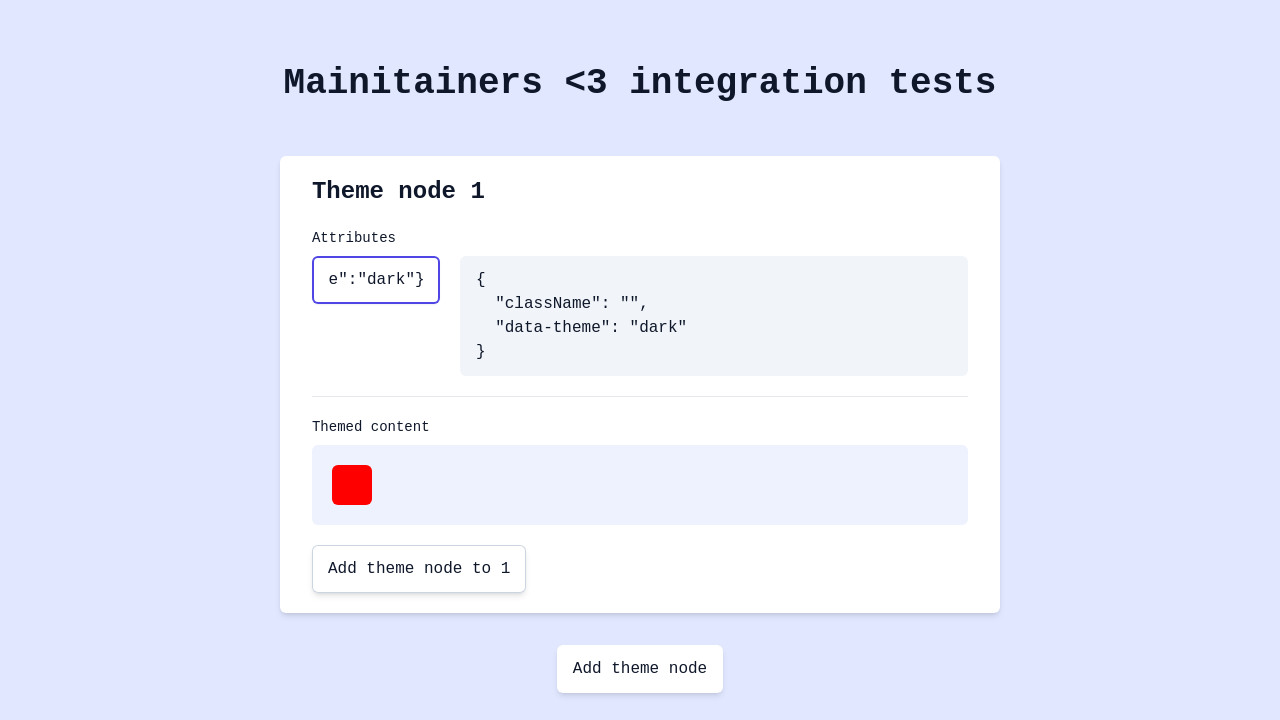 Mainitainers <3 integration tests
Theme node 1
Attributes
e":"dark"}
{
"className": "",
"data-theme": "dark"
}
Themed content
Add theme node to 1
Add theme node